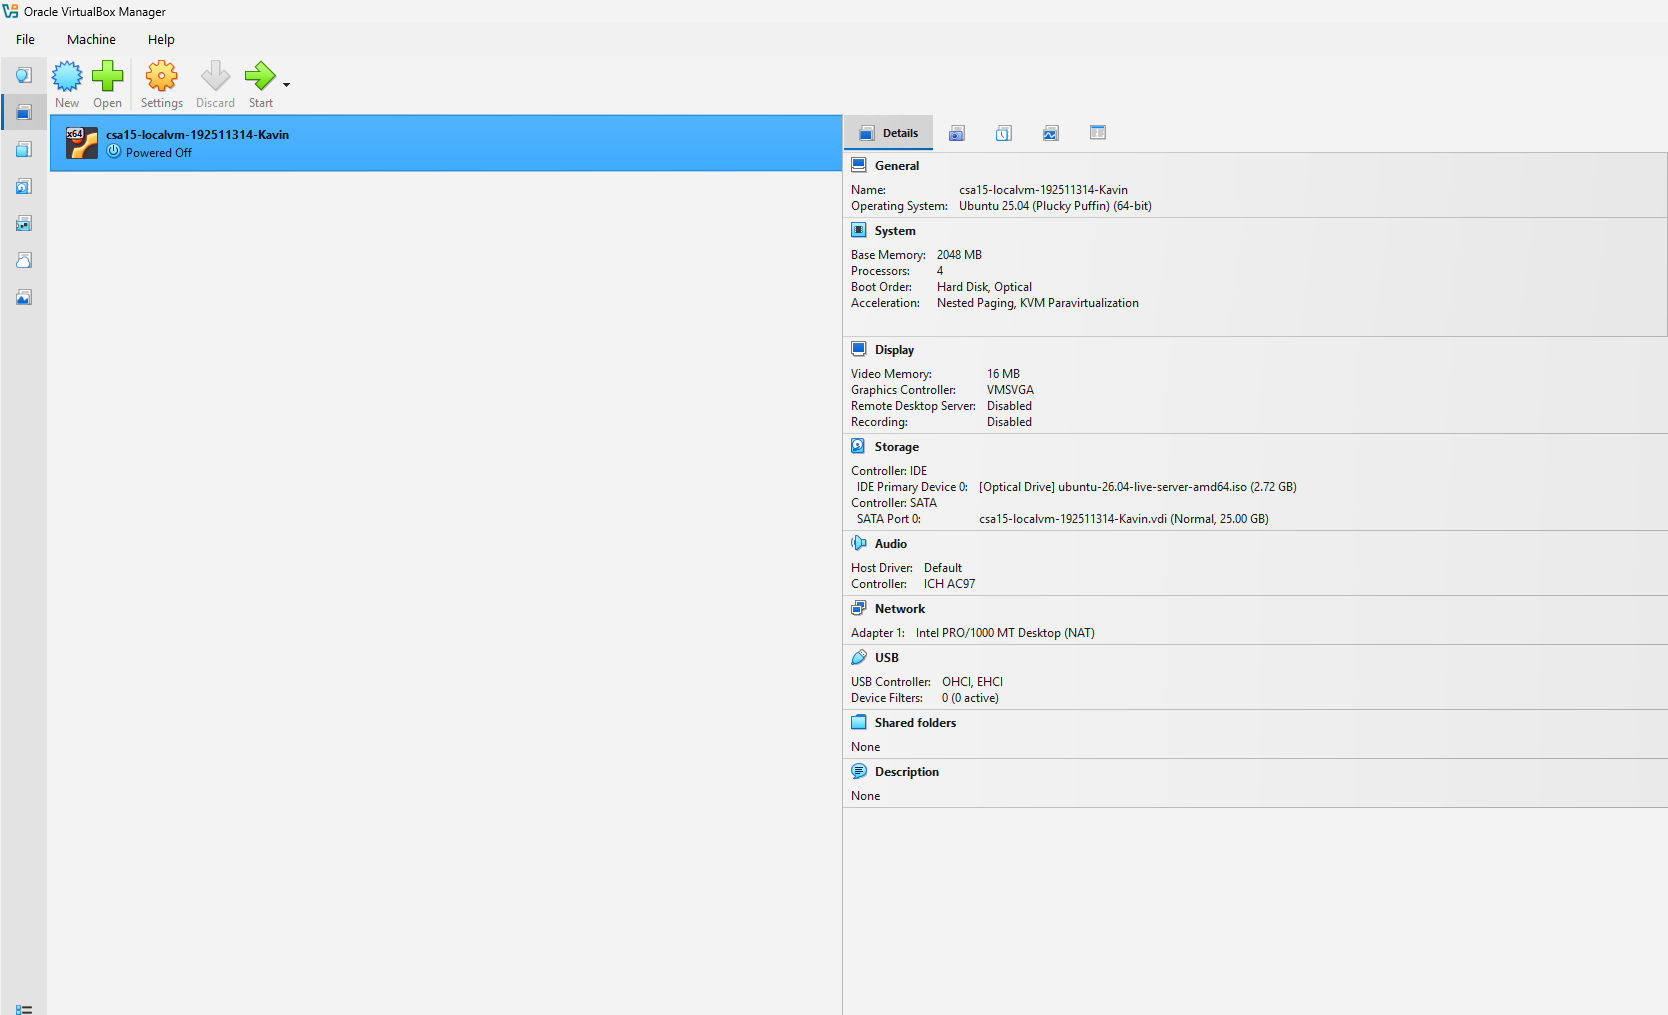 Oracle VirtualBox Manager
File Machine Help
New Open Settings Discard Start
x64
csa15-localvm-192511314-Kavin
Powered Off
Details
General
Name: csa15-localvm-192511314-Kavin
Operating System: Ubuntu 25.04 (Plucky Puffin) (64-bit)
System
Base Memory: 2048 MB
Processors: 4
Boot Order: Hard Disk, Optical
Acceleration: Nested Paging, KVM Paravirtualization
Display
Video Memory: 16 MB
Graphics Controller: VMSVGA
Remote Desktop Server: Disabled
Recording: Disabled
Storage
Controller: IDE
IDE Primary Device 0: [Optical Drive] ubuntu-26.04-live-server-amd64.iso (2.72 GB)
Controller: SATA
SATA Port 0: csa15-localvm-192511314-Kavin.vdi (Normal, 25.00 GB)
Audio
Host Driver: Default
Controller: ICH AC97
Network
Adapter 1: Intel PRO/1000 MT Desktop (NAT)
USB
USB Controller: OHCI, EHCI
Device Filters: 0 (0 active)
Shared folders
None
Description
None